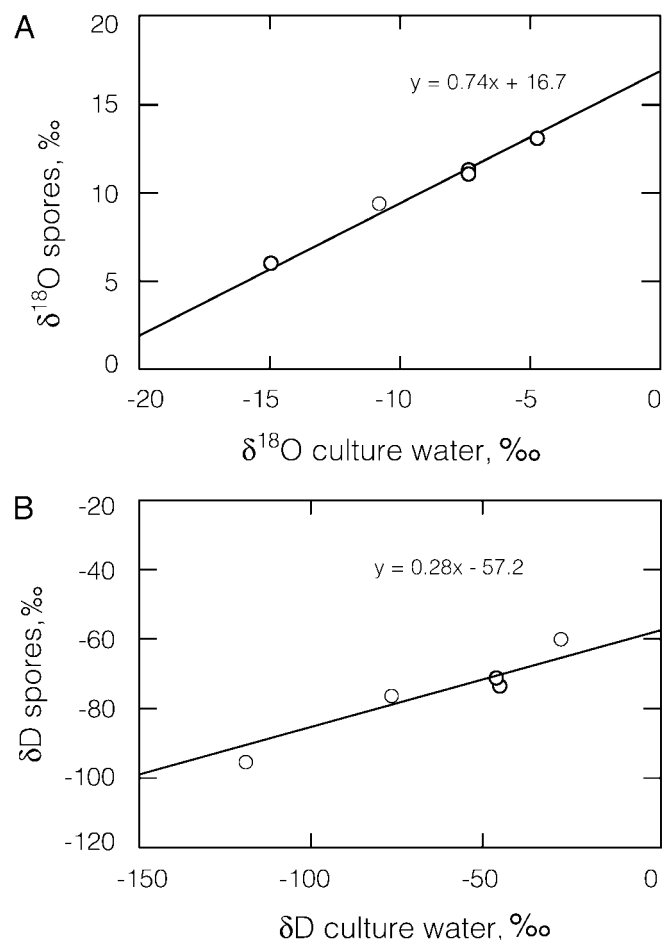 A
20
15
10
5
0
δ¹⁸O spores, ‰
y = 0.74x + 16.7
-20
-15
-10
-5
0
δ¹⁸O culture water, ‰
B
-20
-40
-60
-80
-100
-120
δD spores, ‰
y = 0.28x - 57.2
-150
-100
-50
0
δD culture water, ‰